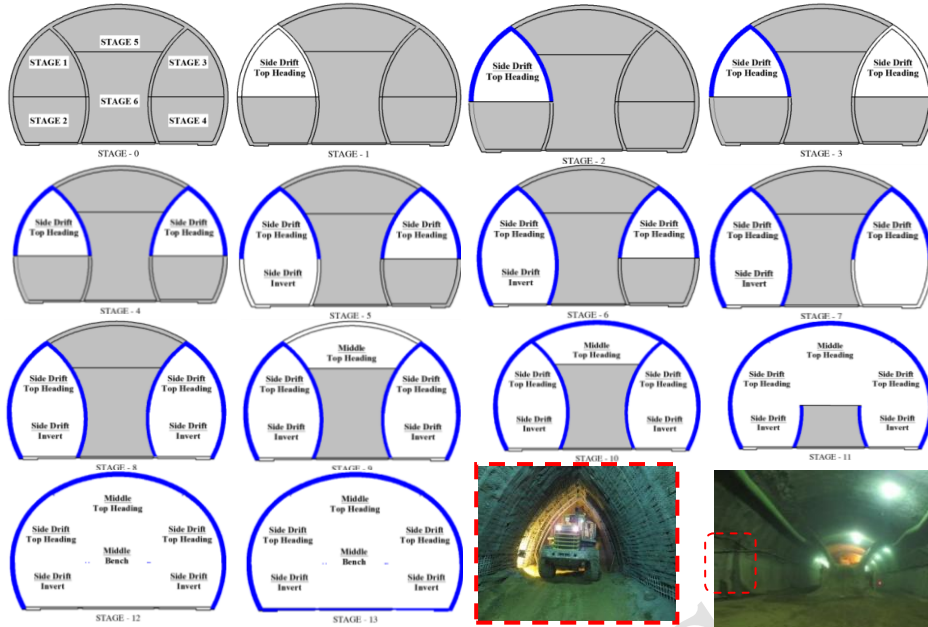 STAGE 5
STAGE 1
STAGE 3
STAGE 6
STAGE 2
STAGE 4
STAGE - 0
Side Drift
Top Heading
STAGE - 1
Side Drift
Top Heading
STAGE - 2
Side Drift
Top Heading
STAGE - 3
Side Drift
Top Heading
Side Drift
Top Heading
STAGE - 4
Side Drift
Top Heading
Side Drift
Top Heading
Side Drift
Invert
STAGE - 5
Side Drift
Top Heading
Side Drift
Top Heading
Side Drift
Invert
STAGE - 6
Side Drift
Top Heading
Side Drift
Invert
STAGE - 7
Side Drift
Top Heading
Side Drift
Top Heading
Side Drift
Invert
Side Drift
Invert
STAGE - 8
Middle
Top Heading
Side Drift
Top Heading
Side Drift
Top Heading
Side Drift
Invert
Side Drift
Invert
STAGE - 9
Middle
Top Heading
Side Drift
Top Heading
Side Drift
Top Heading
Side Drift
Invert
Side Drift
Invert
STAGE - 10
Middle
Top Heading
Side Drift
Top Heading
Side Drift
Top Heading
Side Drift
Invert
Side Drift
Invert
STAGE - 11
Middle
Top Heading
Side Drift
Top Heading
Side Drift
Top Heading
Middle
Bench
Side Drift
Invert
Side Drift
Invert
STAGE - 12
Middle
Top Heading
Side Drift
Top Heading
Side Drift
Top Heading
Middle
Bench
Side Drift
Invert
Side Drift
Invert
STAGE - 13